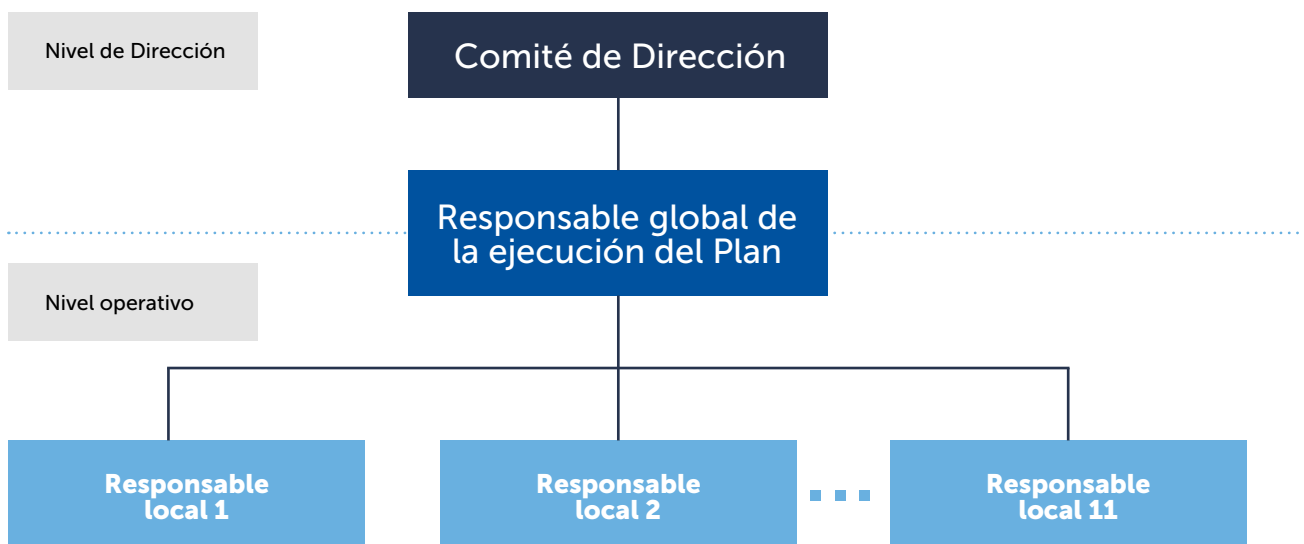 Nivel de Dirección
Comité de Dirección
Responsable global de
la ejecución del Plan
Nivel operativo
Responsable
local 1
Responsable
local 2
Responsable
local 11